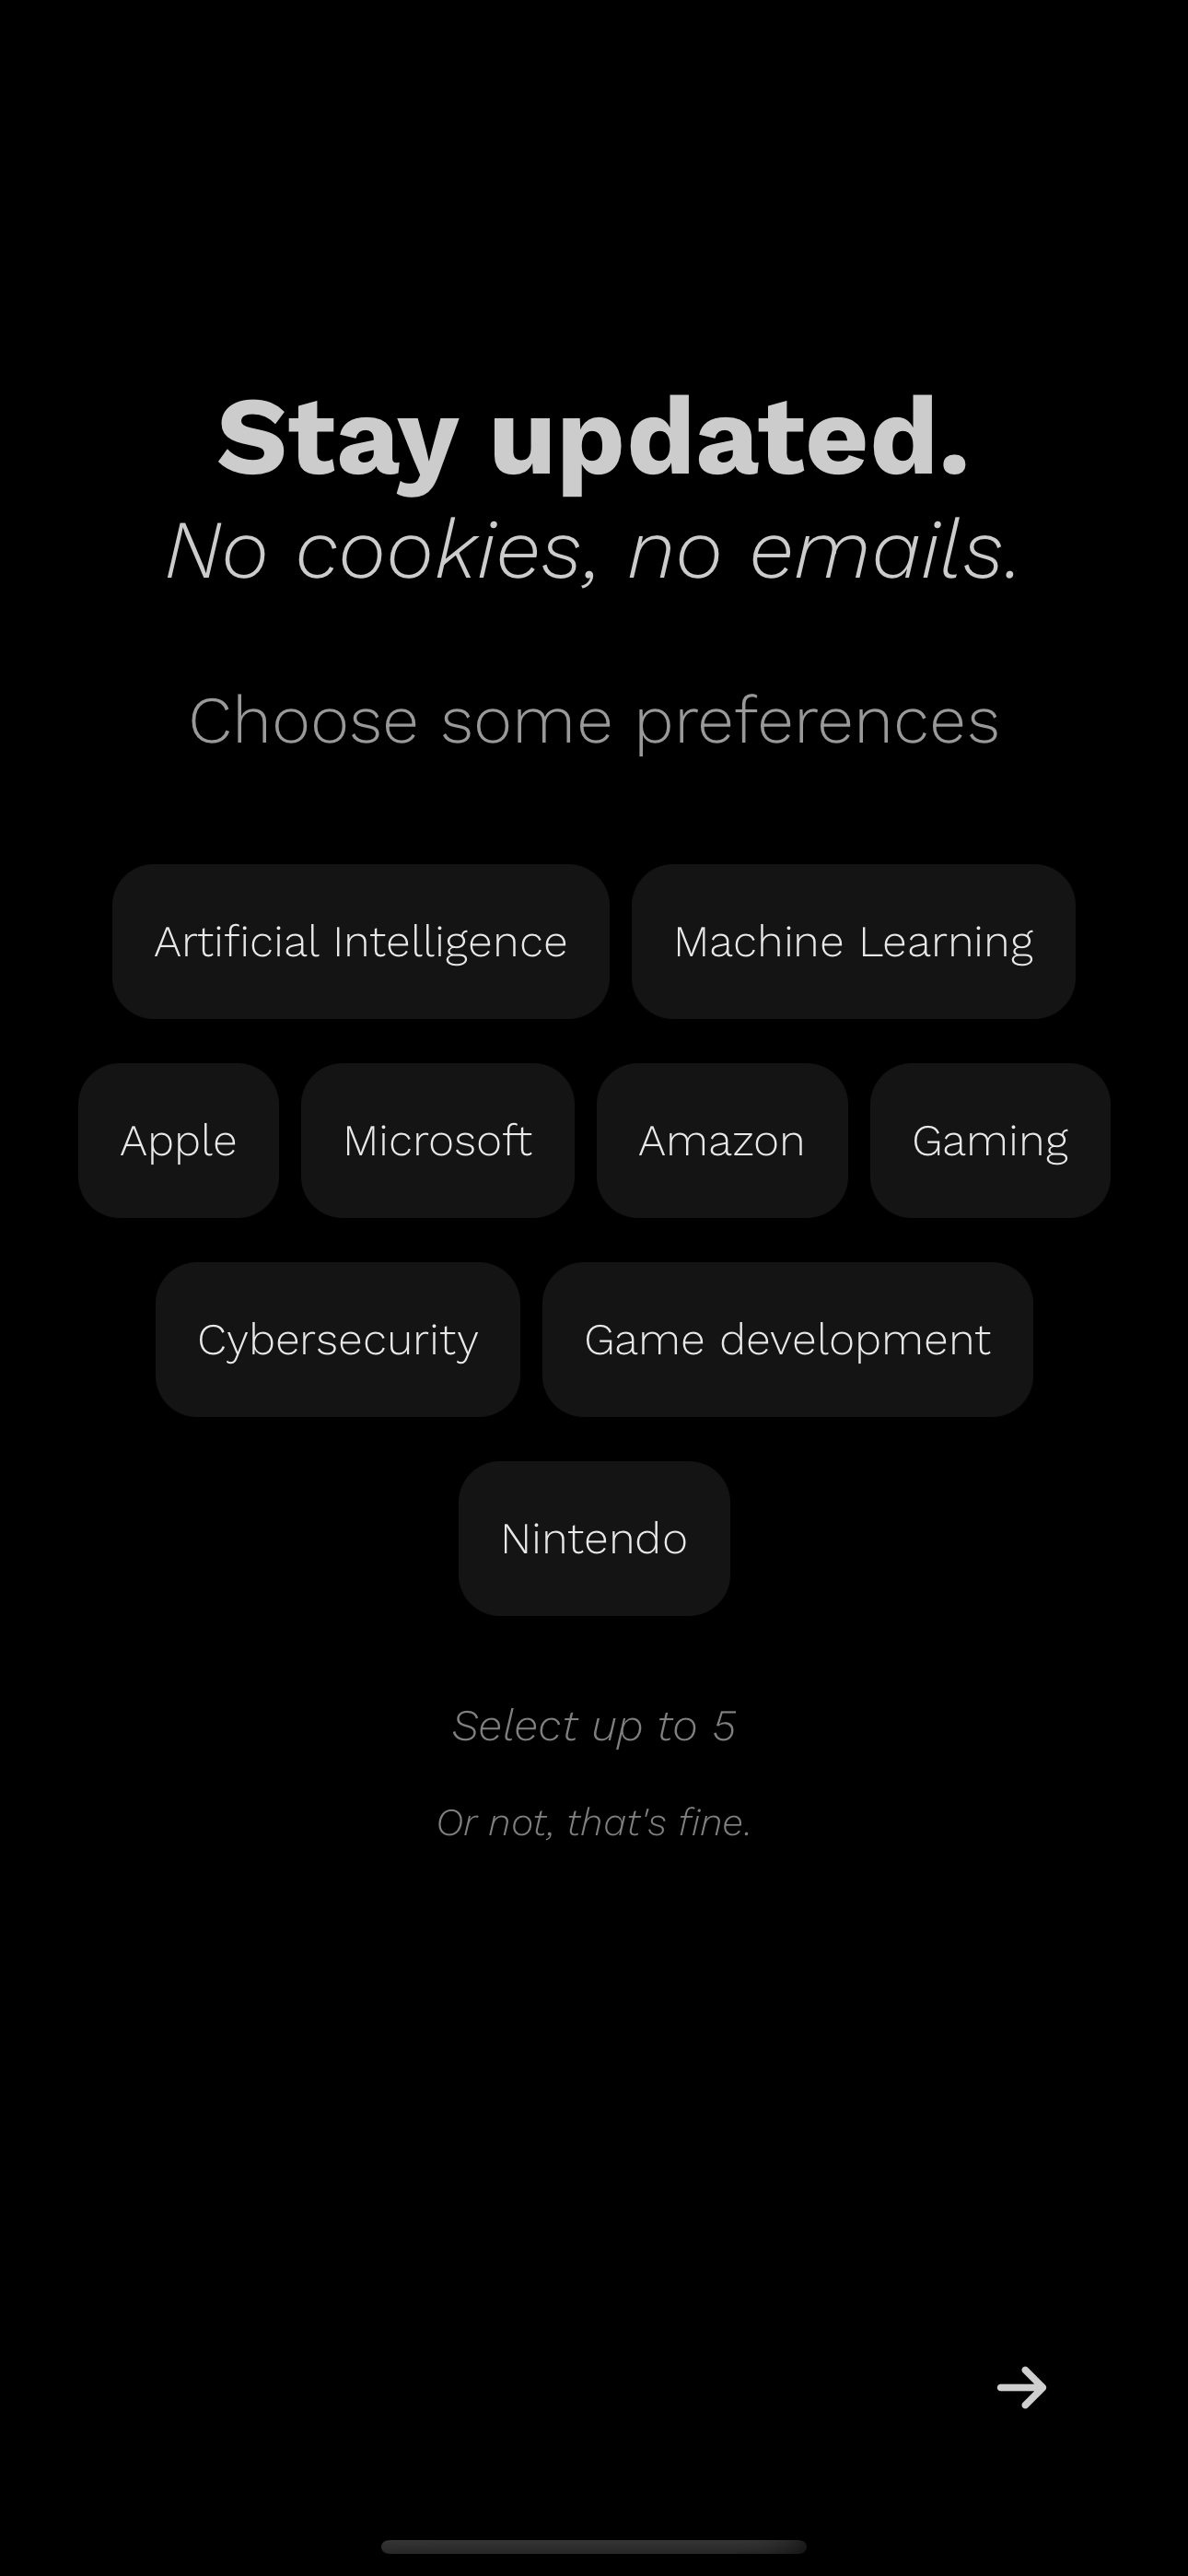 Stay updated.
No cookies, no emails.
Choose some preferences
Artificial Intelligence Machine Learning
Apple Microsoft Amazon Gaming
Cybersecurity Game development
Nintendo
Select up to 5
Or not, that's fine.